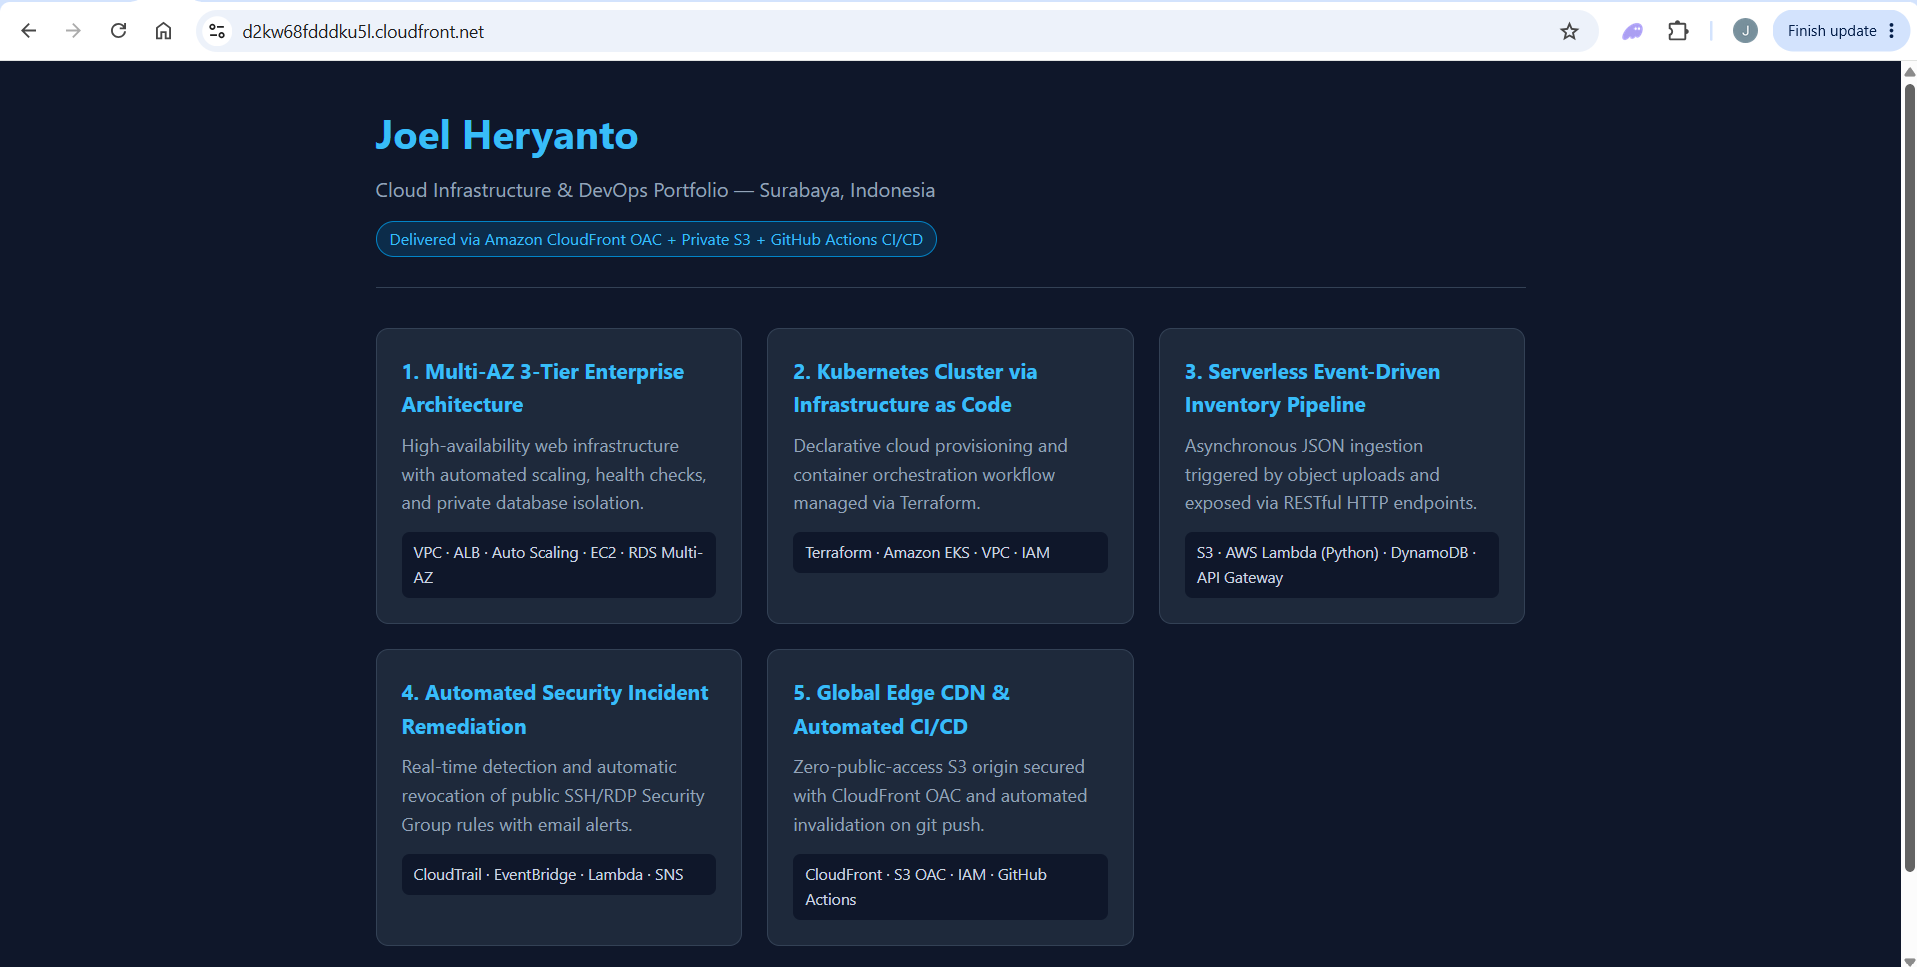 d2kw68fdddku5l.cloudfront.net
J
Finish update
Joel Heryanto
Cloud Infrastructure & DevOps Portfolio — Surabaya, Indonesia
Delivered via Amazon CloudFront OAC + Private S3 + GitHub Actions CI/CD
1. Multi-AZ 3-Tier Enterprise
Architecture
High-availability web infrastructure
with automated scaling, health checks,
and private database isolation.
VPC · ALB · Auto Scaling · EC2 · RDS Multi-
AZ
2. Kubernetes Cluster via
Infrastructure as Code
Declarative cloud provisioning and
container orchestration workflow
managed via Terraform.
Terraform · Amazon EKS · VPC · IAM
3. Serverless Event-Driven
Inventory Pipeline
Asynchronous JSON ingestion
triggered by object uploads and
exposed via RESTful HTTP endpoints.
S3 · AWS Lambda (Python) · DynamoDB ·
API Gateway
4. Automated Security Incident
Remediation
Real-time detection and automatic
revocation of public SSH/RDP Security
Group rules with email alerts.
CloudTrail · EventBridge · Lambda · SNS
5. Global Edge CDN &
Automated CI/CD
Zero-public-access S3 origin secured
with CloudFront OAC and automated
invalidation on git push.
CloudFront · S3 OAC · IAM · GitHub
Actions